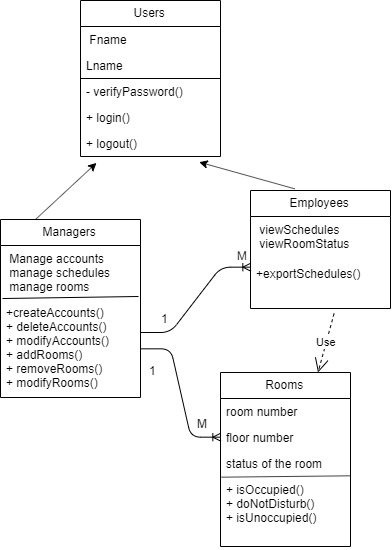 Users
Fname
Lname
- verifyPassword()
+ login()
+ logout()
Employees
viewSchedules
viewRoomStatus
+exportSchedules()
Managers
Manage accounts
manage schedules
manage rooms
+createAccounts()
+ deleteAccounts()
+ modifyAccounts()
+ addRooms()
+ removeRooms()
+ modifyRooms()
M
1
1
M
Use
Rooms
room number
floor number
status of the room
+ isOccupied()
+ doNotDisturb()
+ isUnoccupied()